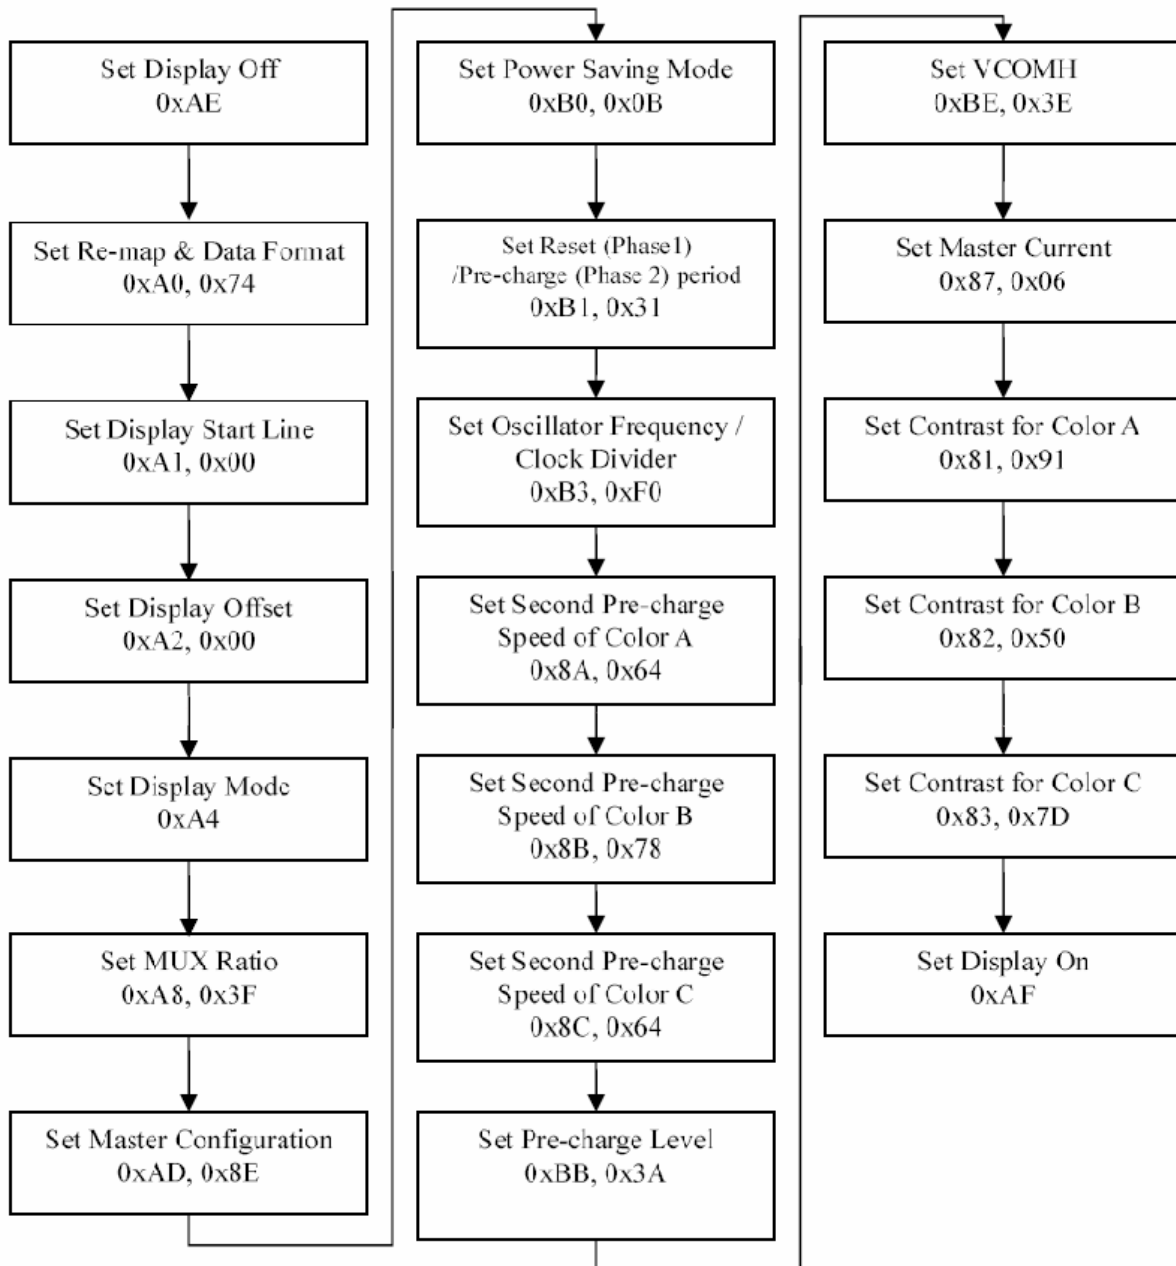 Set Display Off
0xAE
Set Re-map & Data Format
0xA0, 0x74
Set Display Start Line
0xA1, 0x00
Set Display Offset
0xA2, 0x00
Set Display Mode
0xA4
Set MUX Ratio
0xA8, 0x3F
Set Master Configuration
0xAD, 0x8E
Set Power Saving Mode
0xB0, 0x0B
Set Reset (Phase1)
/Pre-charge (Phase 2) period
0xB1, 0x31
Set Oscillator Frequency /
Clock Divider
0xB3, 0xF0
Set Second Pre-charge
Speed of Color A
0x8A, 0x64
Set Second Pre-charge
Speed of Color B
0x8B, 0x78
Set Second Pre-charge
Speed of Color C
0x8C, 0x64
Set Pre-charge Level
0xBB, 0x3A
Set VCOMH
0xBE, 0x3E
Set Master Current
0x87, 0x06
Set Contrast for Color A
0x81, 0x91
Set Contrast for Color B
0x82, 0x50
Set Contrast for Color C
0x83, 0x7D
Set Display On
0xAF